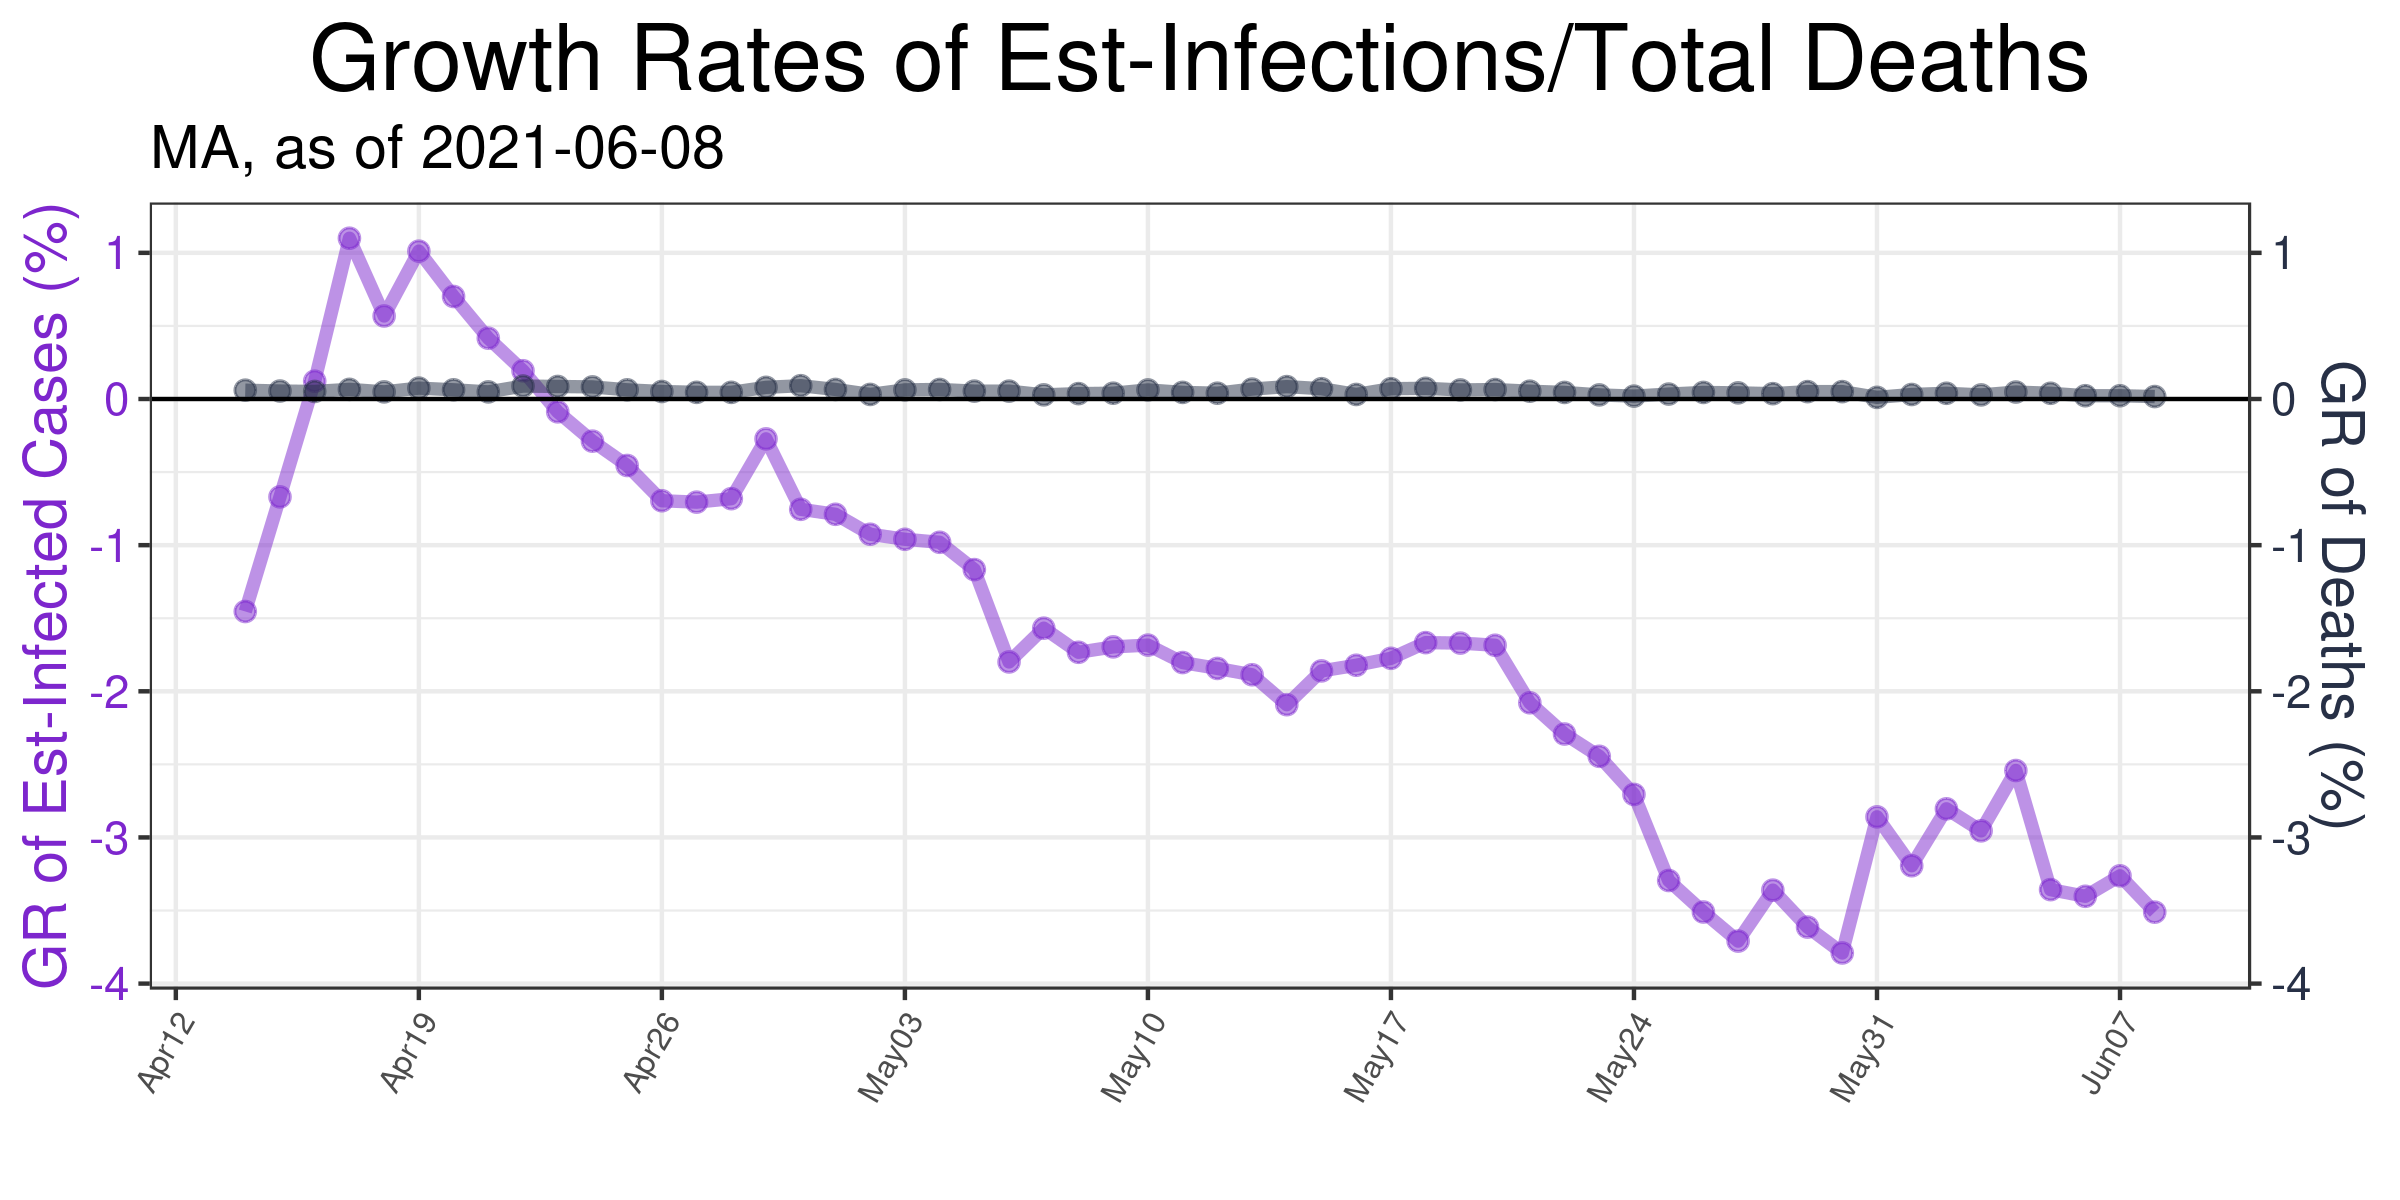 Growth Rates of Est-Infections/Total Deaths
MA, as of 2021-06-08
GR of Est-Infected Cases (%)
1
0
-1
-2
-3
-4
1
0
-1
-2
-3
-4
GR of Deaths (%)
Apr12
Apr19
Apr26
May03
May10
May17
May24
May31
Jun07